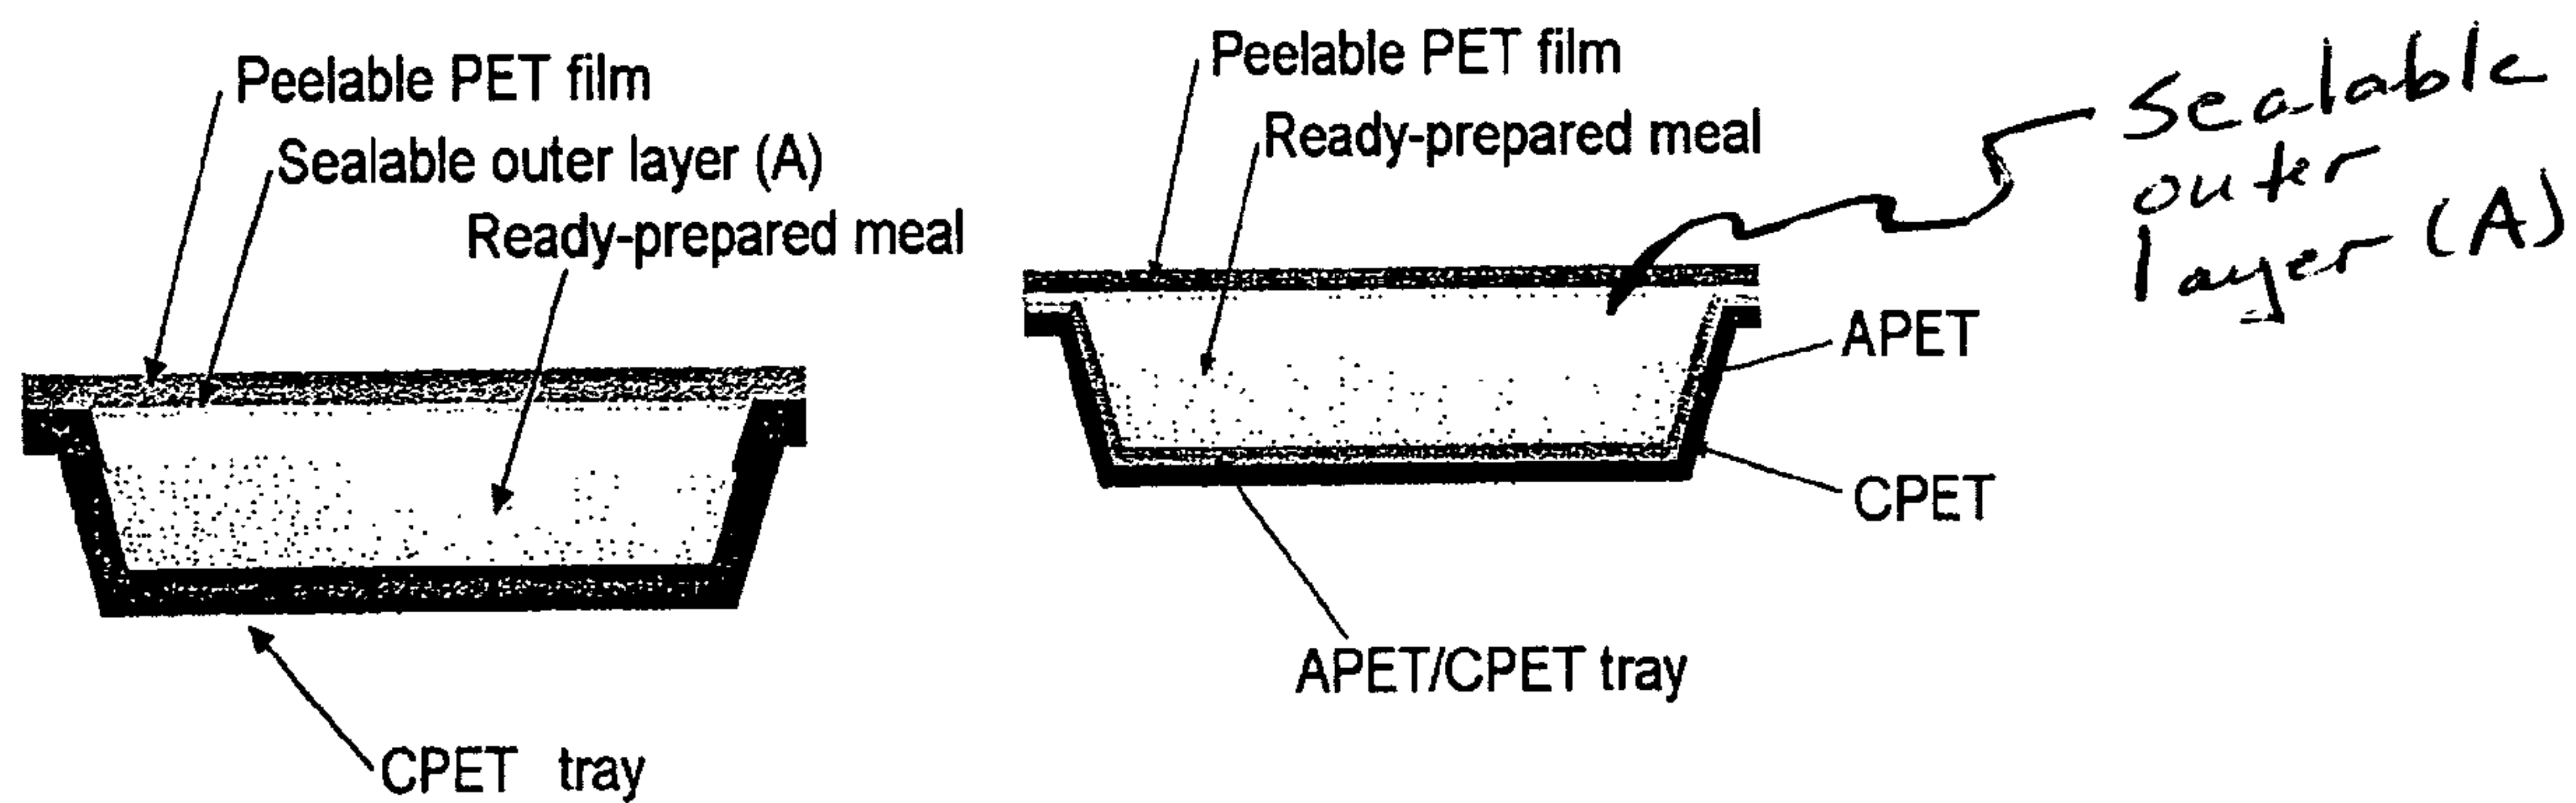 Peelable PET film
Sealable outer layer (A)
Ready-prepared meal
CPET tray
Peelable PET film
Ready-prepared meal
Sealable
outer
layer (A)
APET
CPET
APET/CPET tray